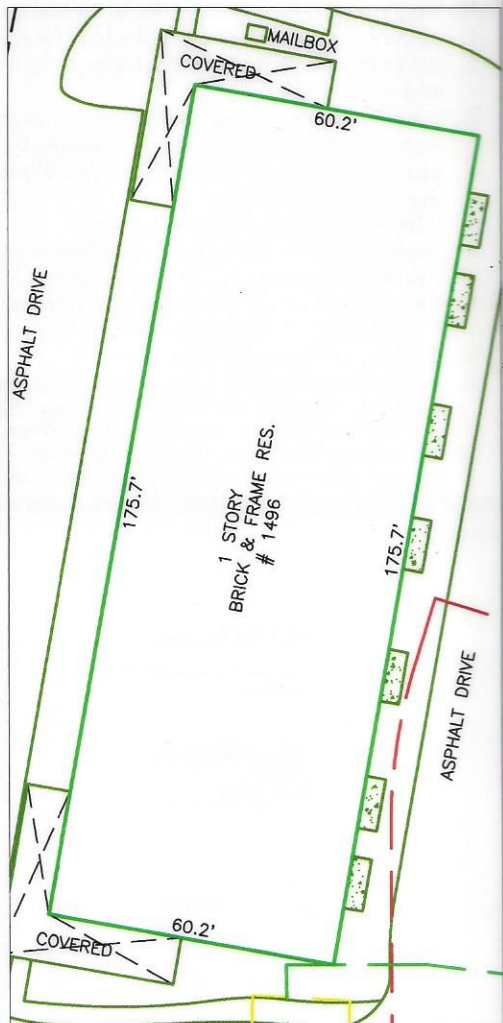 MAILBOX
COVERED
60.2'
ASPHALT DRIVE
175.7'
1 STORY
BRICK & FRAME RES.
# 1496
175.7'
ASPHALT DRIVE
60.2'
COVERED